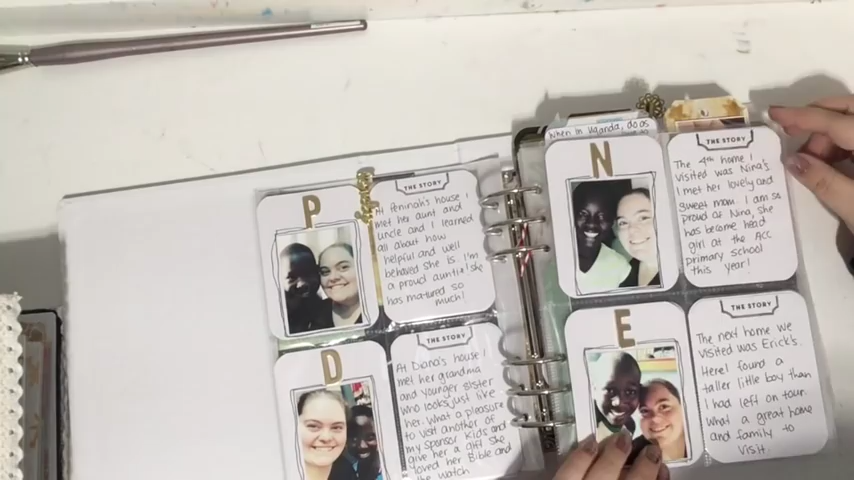 P
THE STORY
At Peninah's house I
met her aunt and
uncle and I learned
all about how
helpful and well
behaved she is. I'm
a proud auntie! She
has matured so
much!
D
THE STORY
At Diana's house I
met her grandma
and younger sister
who looks just like
her. What a pleasure
to visit another of
my sponsor kids and
give her a gift she
loved her Bible and
the watch
When in Uganda, do as
N
THE STORY
The 4th home I
visited was Nina's.
I met her lovely and
sweet mom. I am so
proud of Nina, she
has become head
girl at the ACC
primary school
this year!
E
THE STORY
The next home we
visited was Erick's.
Here I found a
taller little boy than
I had left on tour.
What a great home
and family to
visit.